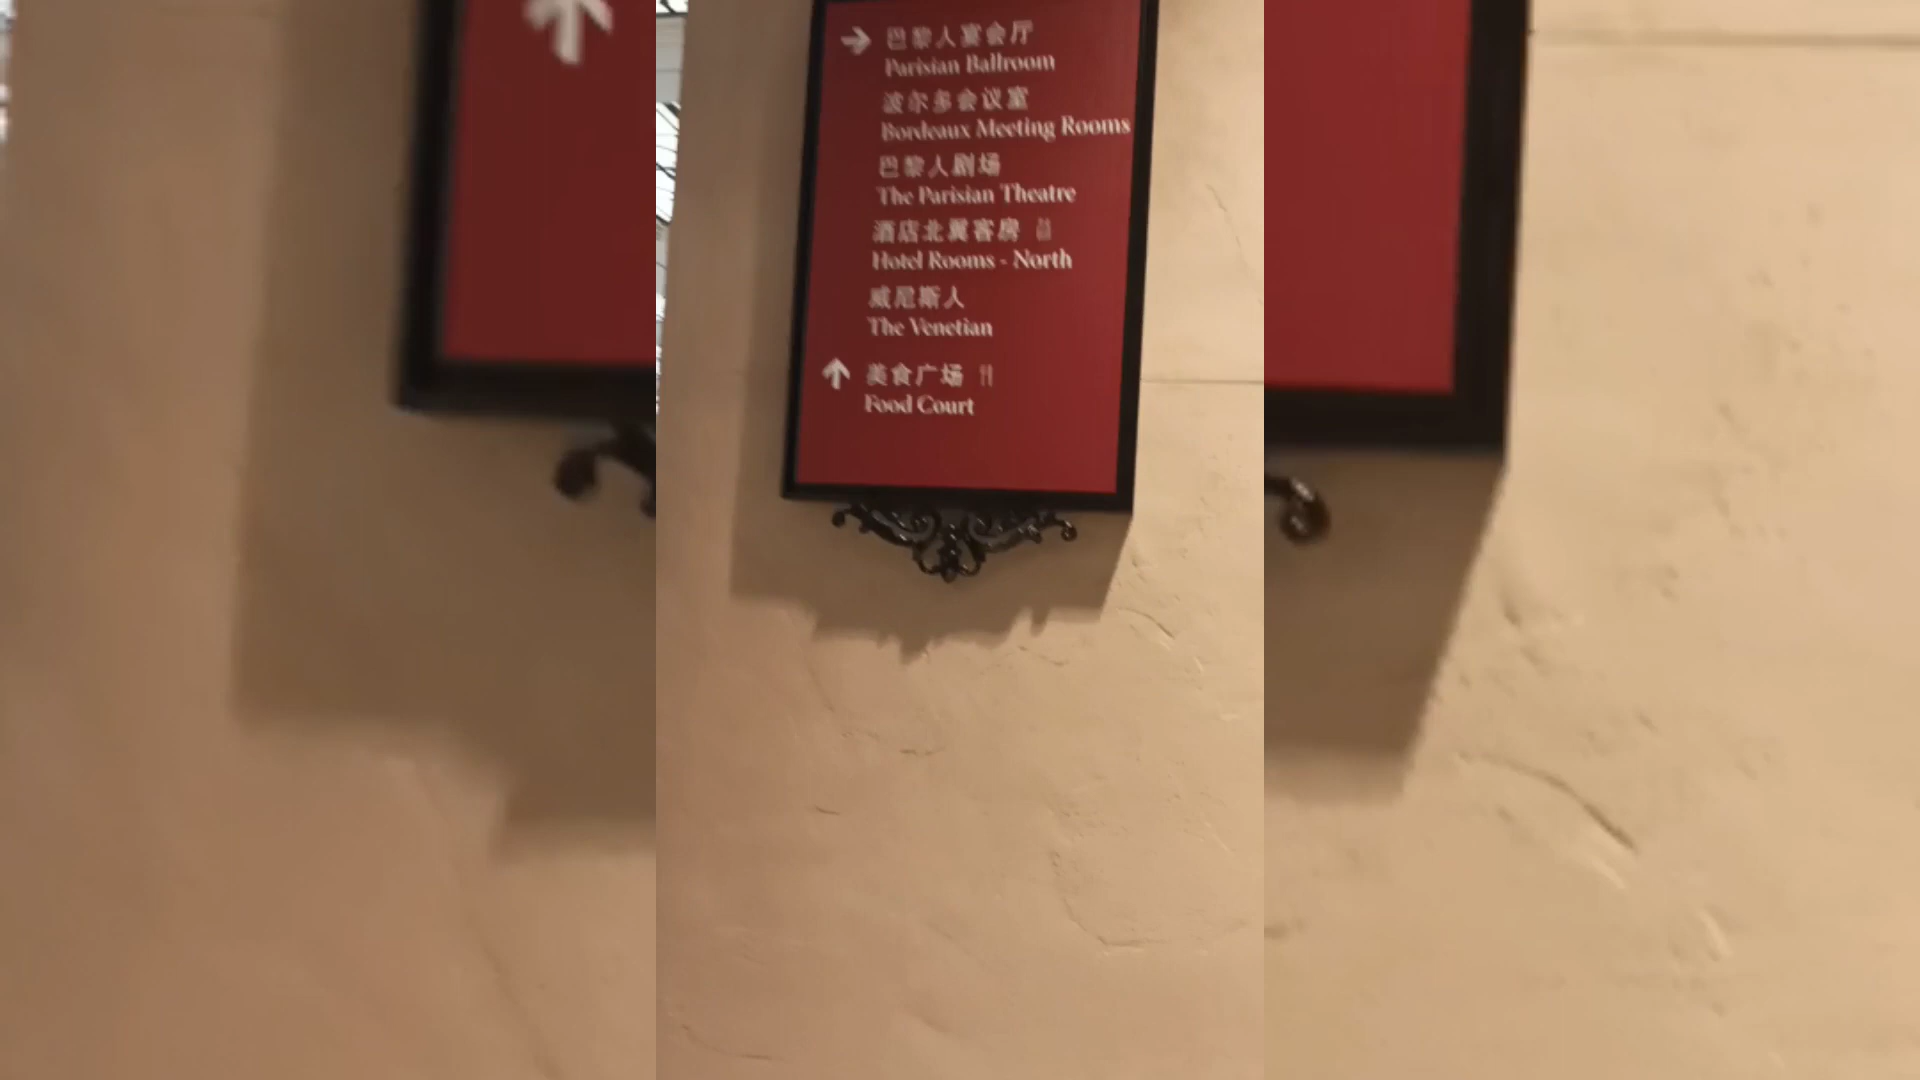 巴黎人宴会厅
Parisian Ballroom
波尔多会议室
Bordeaux Meeting Rooms
巴黎人剧场
The Parisian Theatre
酒店北翼客房
Hotel Rooms - North
威尼斯人
The Venetian
美食广场
Food Court